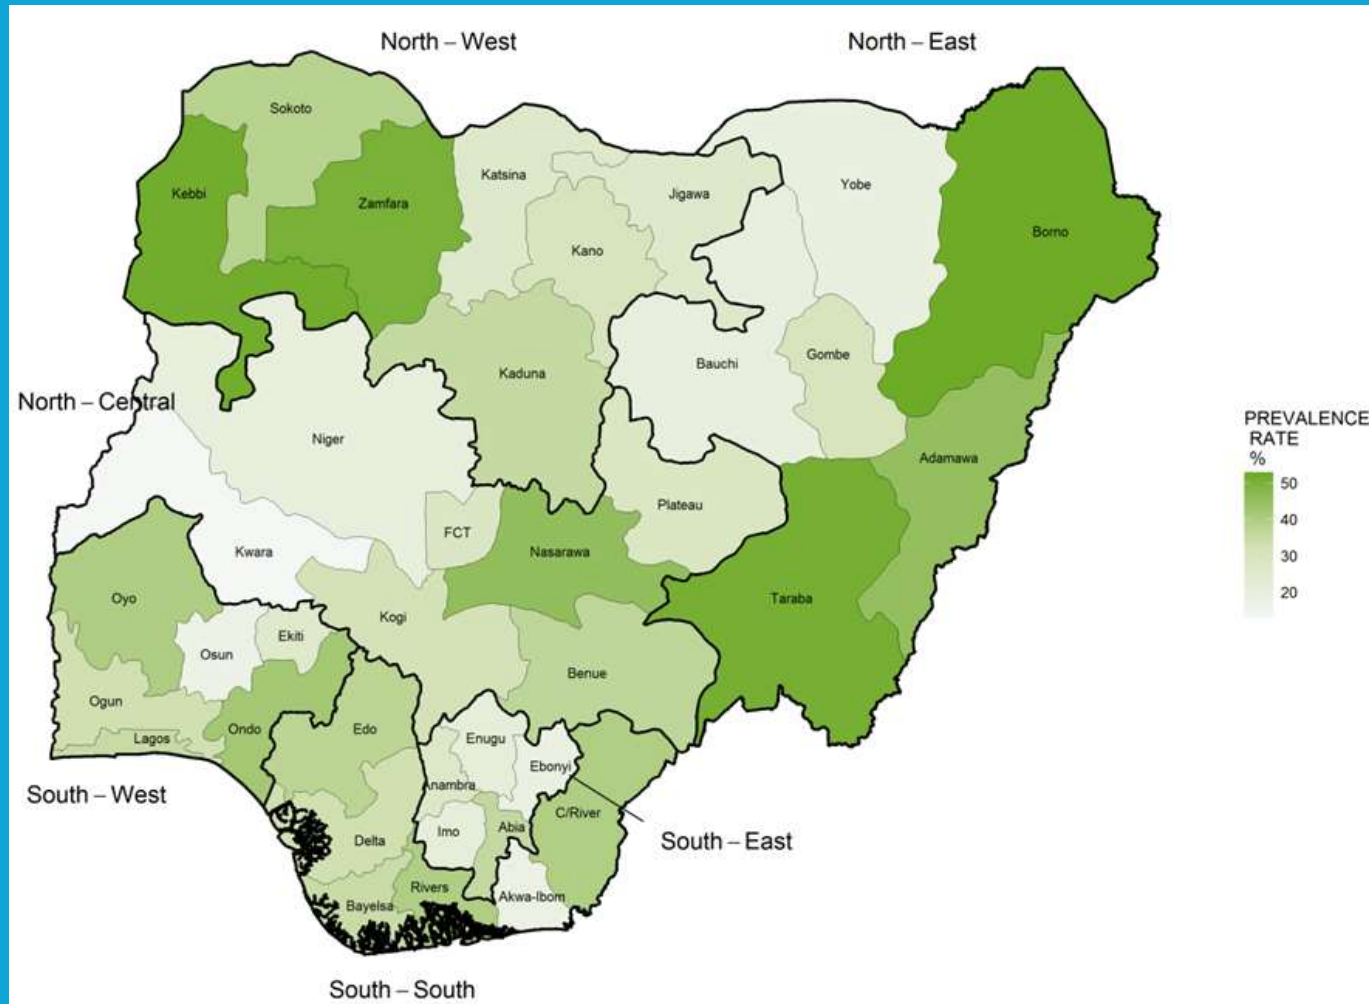 North – West
North – East
Sokoto
Katsina
Kebbi
Zamfara
Jigawa
Yobe
Kano
Borno
Gombe
Bauchi
Kaduna
North – Central
PREVALENCE
RATE
%
50
40
30
20
Niger
Adamawa
Plateau
FCT
Nasarawa
Kwara
Oyo
Taraba
Kogi
Ekiti
Osun
Benue
Ogun
Ondo
Edo
Lagos
Enugu
Ebonyi
Anambra
South – West
C/River
Abia
Imo
Delta
South – East
Rivers
Akwa-Ibom
Bayelsa
South – South